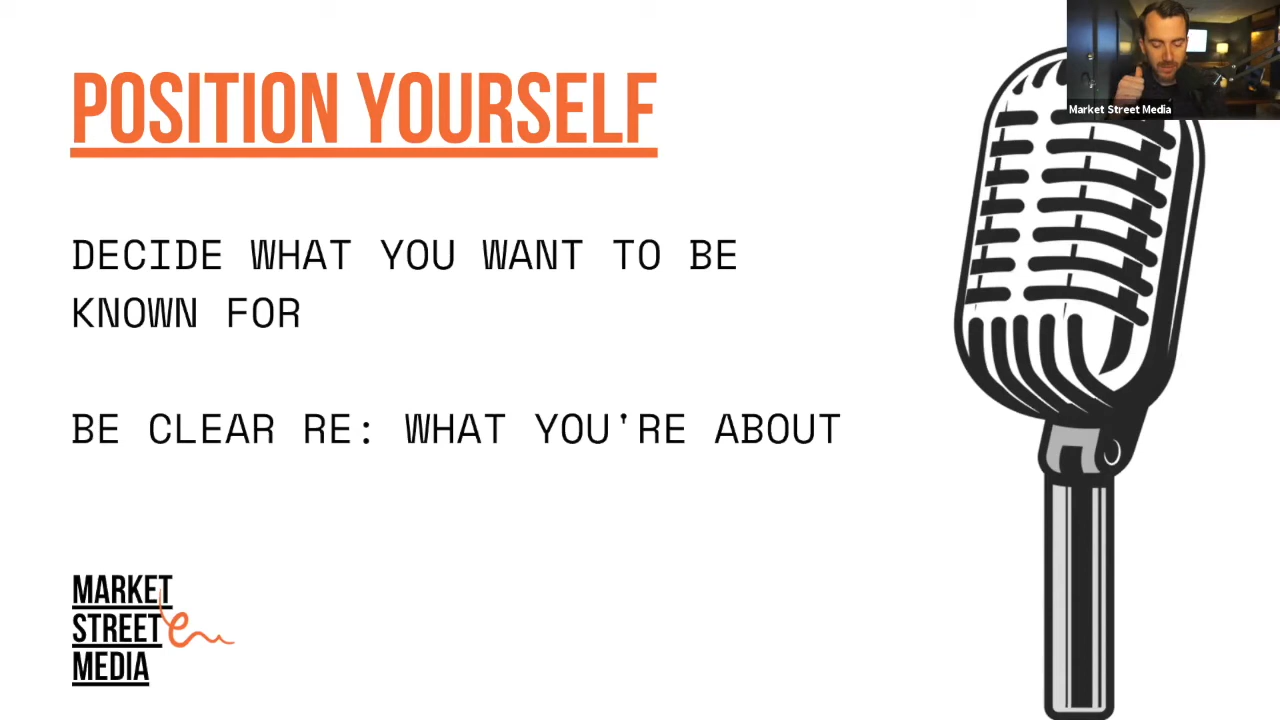 POSITION YOURSELF
Market Street Media
DECIDE WHAT YOU WANT TO BE
KNOWN FOR
BE CLEAR RE: WHAT YOU'RE ABOUT
MARKET
STREET
MEDIA